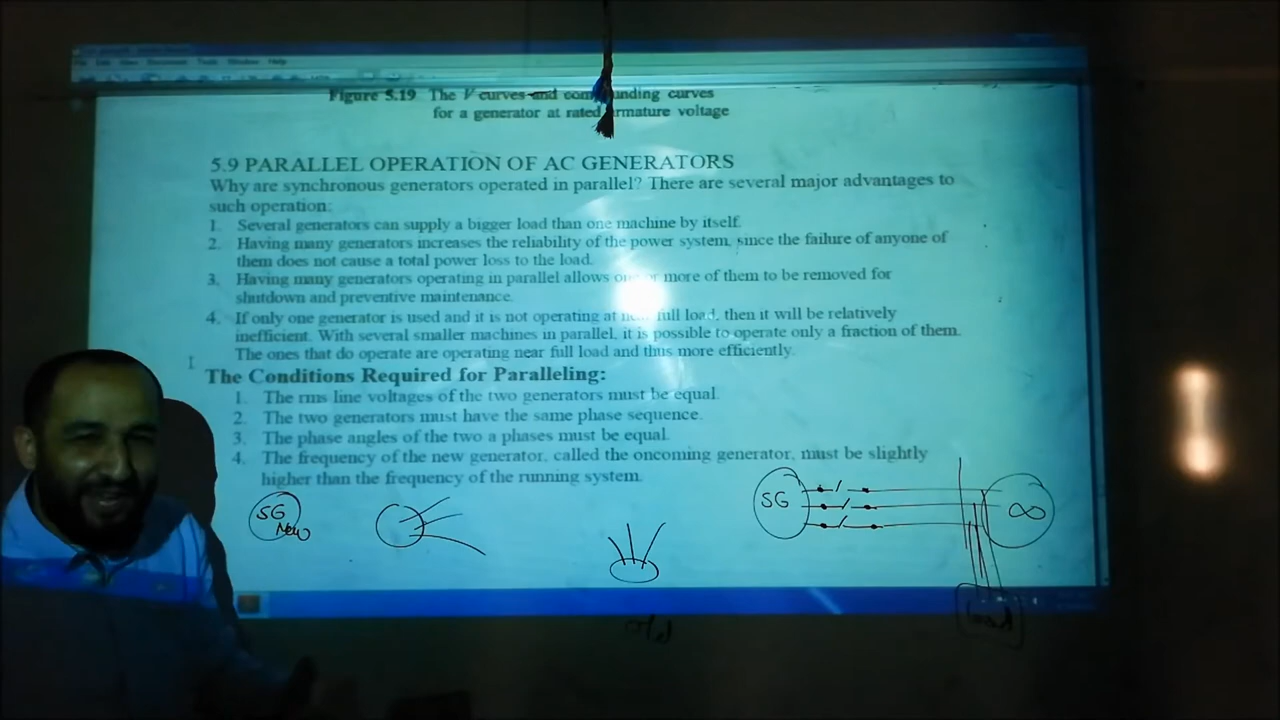 Edit View Document Tools Window Help
Figure 5.19 The V curves and compounding curves
for a generator at rated armature voltage
5.9 PARALLEL OPERATION OF AC GENERATORS
Why are synchronous generators operated in parallel? There are several major advantages to
such operation:
1. Several generators can supply a bigger load than one machine by itself.
2. Having many generators increases the reliability of the power system, since the failure of anyone of
them does not cause a total power loss to the load.
3. Having many generators operating in parallel allows one or more of them to be removed for
shutdown and preventive maintenance.
4. If only one generator is used and it is not operating at near full load, then it will be relatively
inefficient. With several smaller machines in parallel, it is possible to operate only a fraction of them.
The ones that do operate are operating near full load and thus more efficiently.
The Conditions Required for Paralleling:
1. The rms line voltages of the two generators must be equal.
2. The two generators must have the same phase sequence.
3. The phase angles of the two a phases must be equal.
4. The frequency of the new generator, called the oncoming generator, must be slightly
higher than the frequency of the running system.
SG
New
SG
∞
load